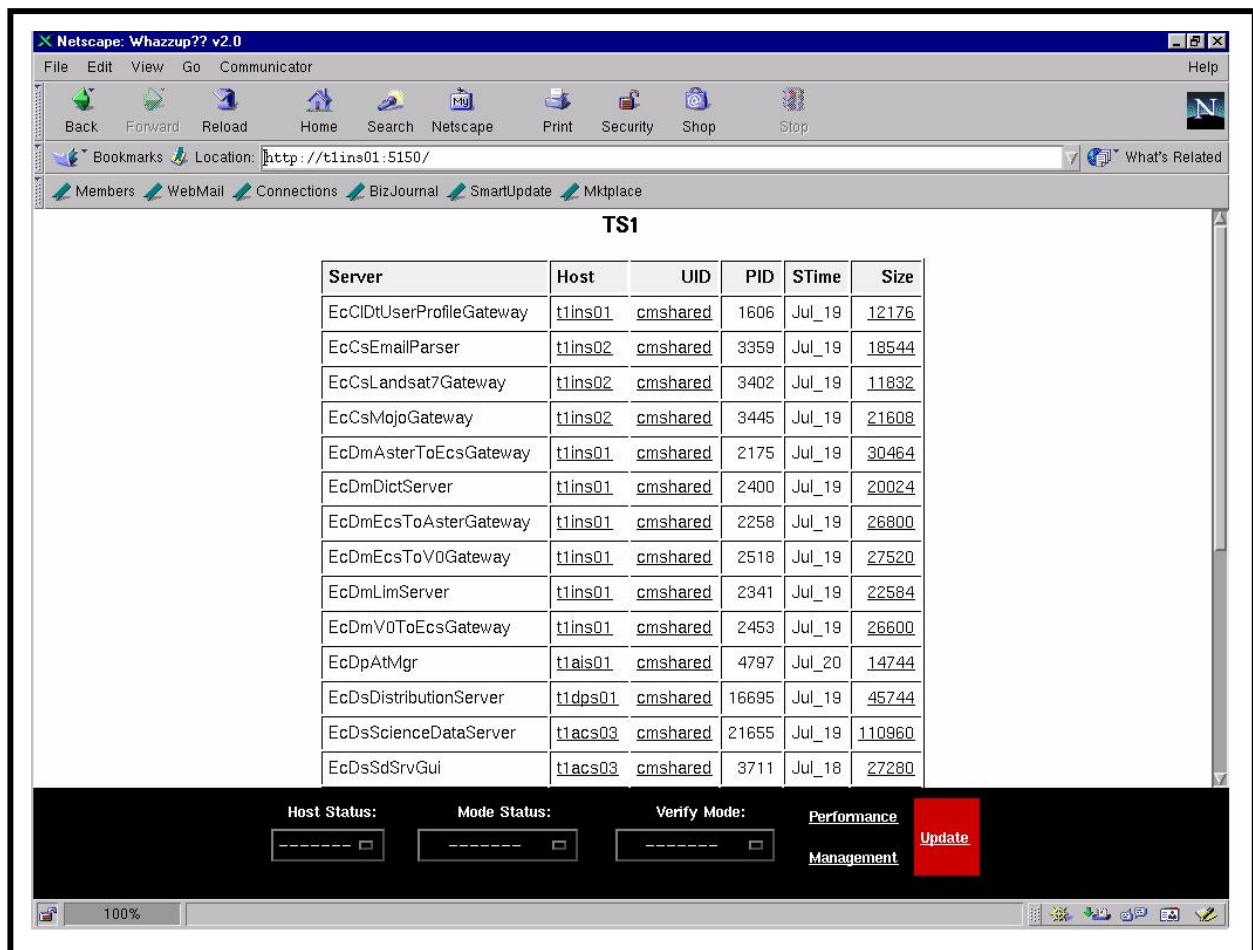 Netscape: Whazzup?? v2.0
File Edit View Go Communicator Help
Back Forward Reload Home Search Netscape Print Security Shop Stop
My
N
Bookmarks Location: http://t1ins01:5150/ What's Related
Members WebMail Connections BizJournal SmartUpdate Mktplace
TS1
Server Host UID PID STime Size
EcClDtUserProfileGateway t1ins01 cmshared 1606 Jul_19 12176
EcCsEmailParser t1ins02 cmshared 3359 Jul_19 18544
EcCsLandsat7Gateway t1ins02 cmshared 3402 Jul_19 11832
EcCsMojoGateway t1ins02 cmshared 3445 Jul_19 21608
EcDmAsterToEcsGateway t1ins01 cmshared 2175 Jul_19 30464
EcDmDictServer t1ins01 cmshared 2400 Jul_19 20024
EcDmEcsToAsterGateway t1ins01 cmshared 2258 Jul_19 26800
EcDmEcsToV0Gateway t1ins01 cmshared 2518 Jul_19 27520
EcDmLimServer t1ins01 cmshared 2341 Jul_19 22584
EcDmV0ToEcsGateway t1ins01 cmshared 2453 Jul_19 26600
EcDpAtMgr t1ais01 cmshared 4797 Jul_20 14744
EcDsDistributionServer t1dps01 cmshared 16695 Jul_19 45744
EcDsScienceDataServer t1acs03 cmshared 21655 Jul_19 110960
EcDsSdSrvGui t1acs03 cmshared 3711 Jul_18 27280
Host Status: Mode Status: Verify Mode: Performance
------- ------- ------- Update
Management
100%